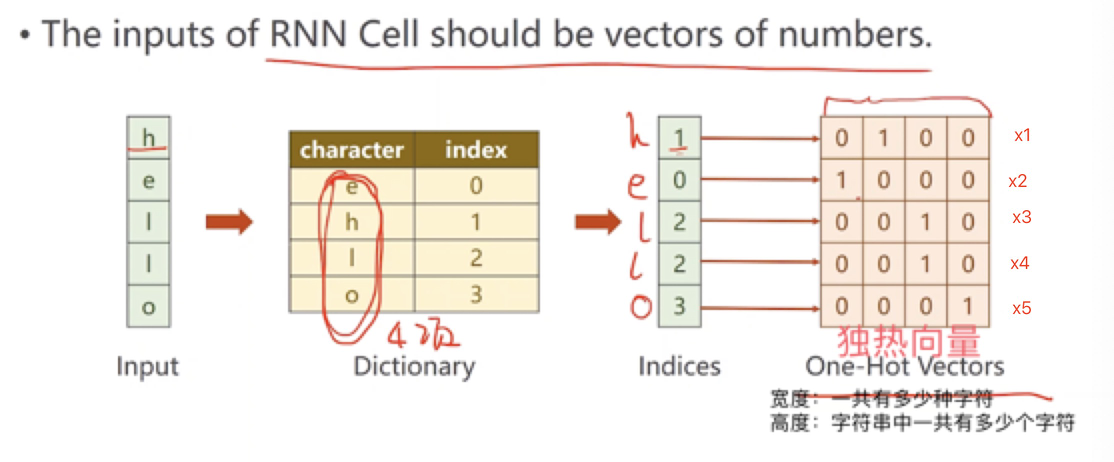 • The inputs of RNN Cell should be vectors of numbers.
h
e
l
l
o
Input
character index
e 0
h 1
l 2
o 3
4项
Dictionary
h 1
e 0
l 2
l 2
o 3
Indices
0 1 0 0 x1
1 0 0 0 x2
0 0 1 0 x3
0 0 1 0 x4
0 0 0 1 x5
独热向量
One-Hot Vectors
宽度：一共有多少种字符
高度：字符串中一共有多少个字符